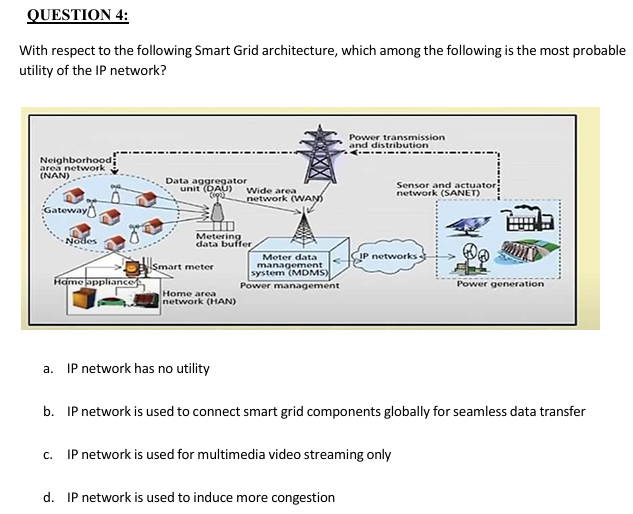 QUESTION 4:
With respect to the following Smart Grid architecture, which among the following is the most probable
utility of the IP network?
Power transmission
and distribution
Neighborhood
area network
(NAN)
Data aggregator
unit (DAU)
Wide area
network (WAN)
Sensor and actuator
network (SANET)
Gateway
Nodes
Metering
data buffer
Meter data
management
system (MDMS)
IP networks
Smart meter
Home appliances
Power management
Power generation
Home area
network (HAN)
a. IP network has no utility
b. IP network is used to connect smart grid components globally for seamless data transfer
c. IP network is used for multimedia video streaming only
d. IP network is used to induce more congestion